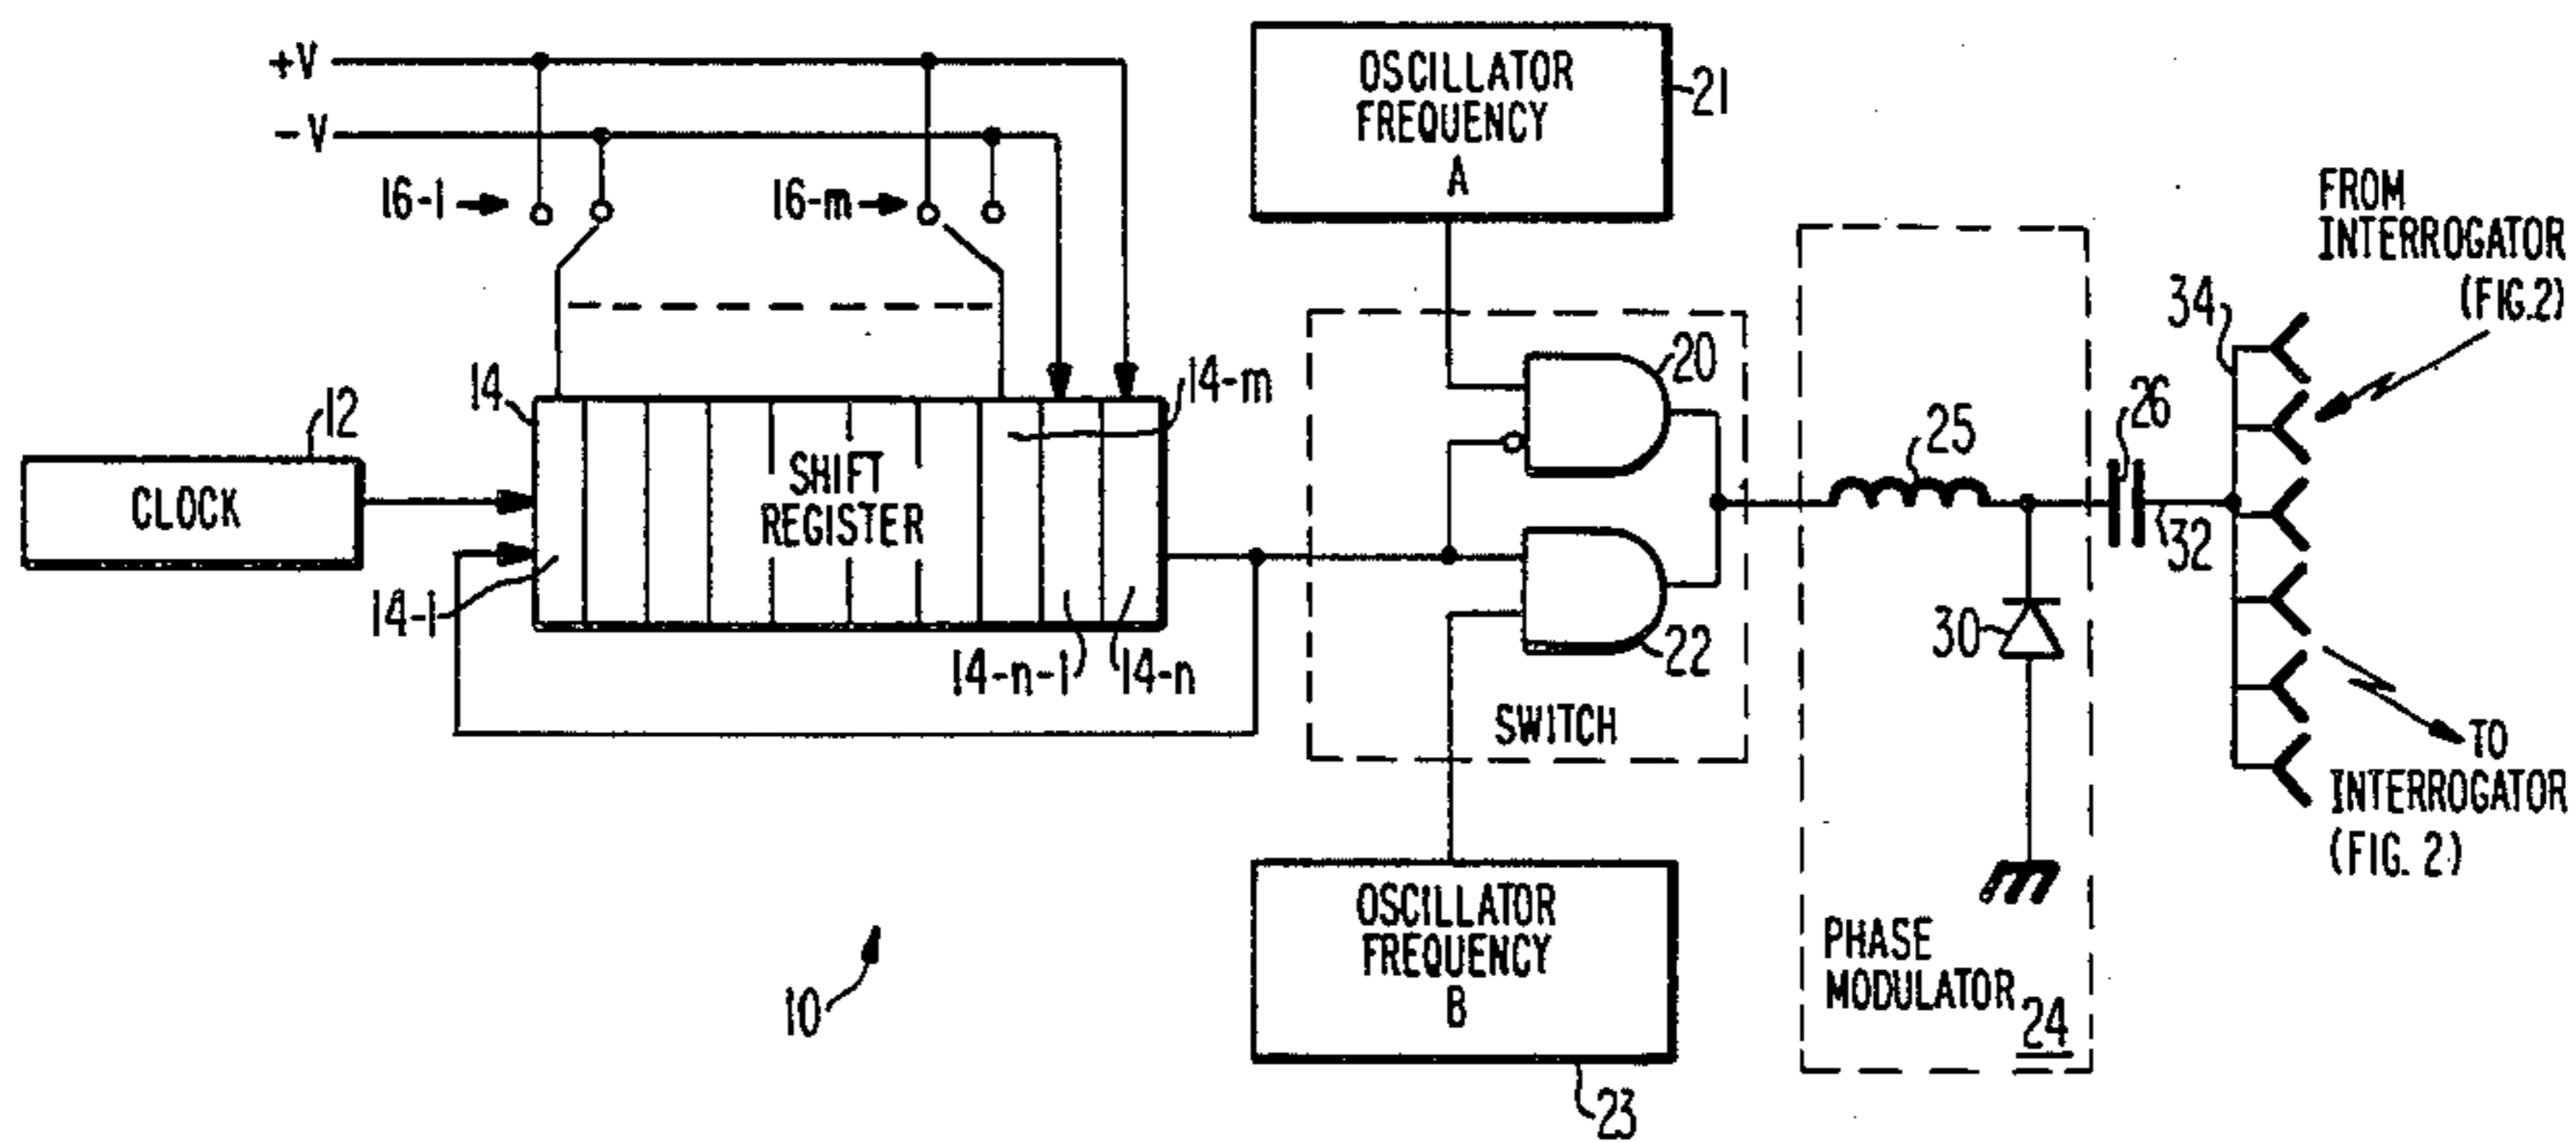 +V
-V
16-1
16-m
OSCILLATOR
FREQUENCY
A
21
FROM
INTERROGATOR
(FIG.2)
34
14
12
CLOCK
SHIFT
REGISTER
14-m
14-1
14-n-1
14-n
20
22
SWITCH
25
26
32
30
TO
INTERROGATOR
(FIG. 2)
OSCILLATOR
FREQUENCY
B
23
PHASE
MODULATOR
24
10